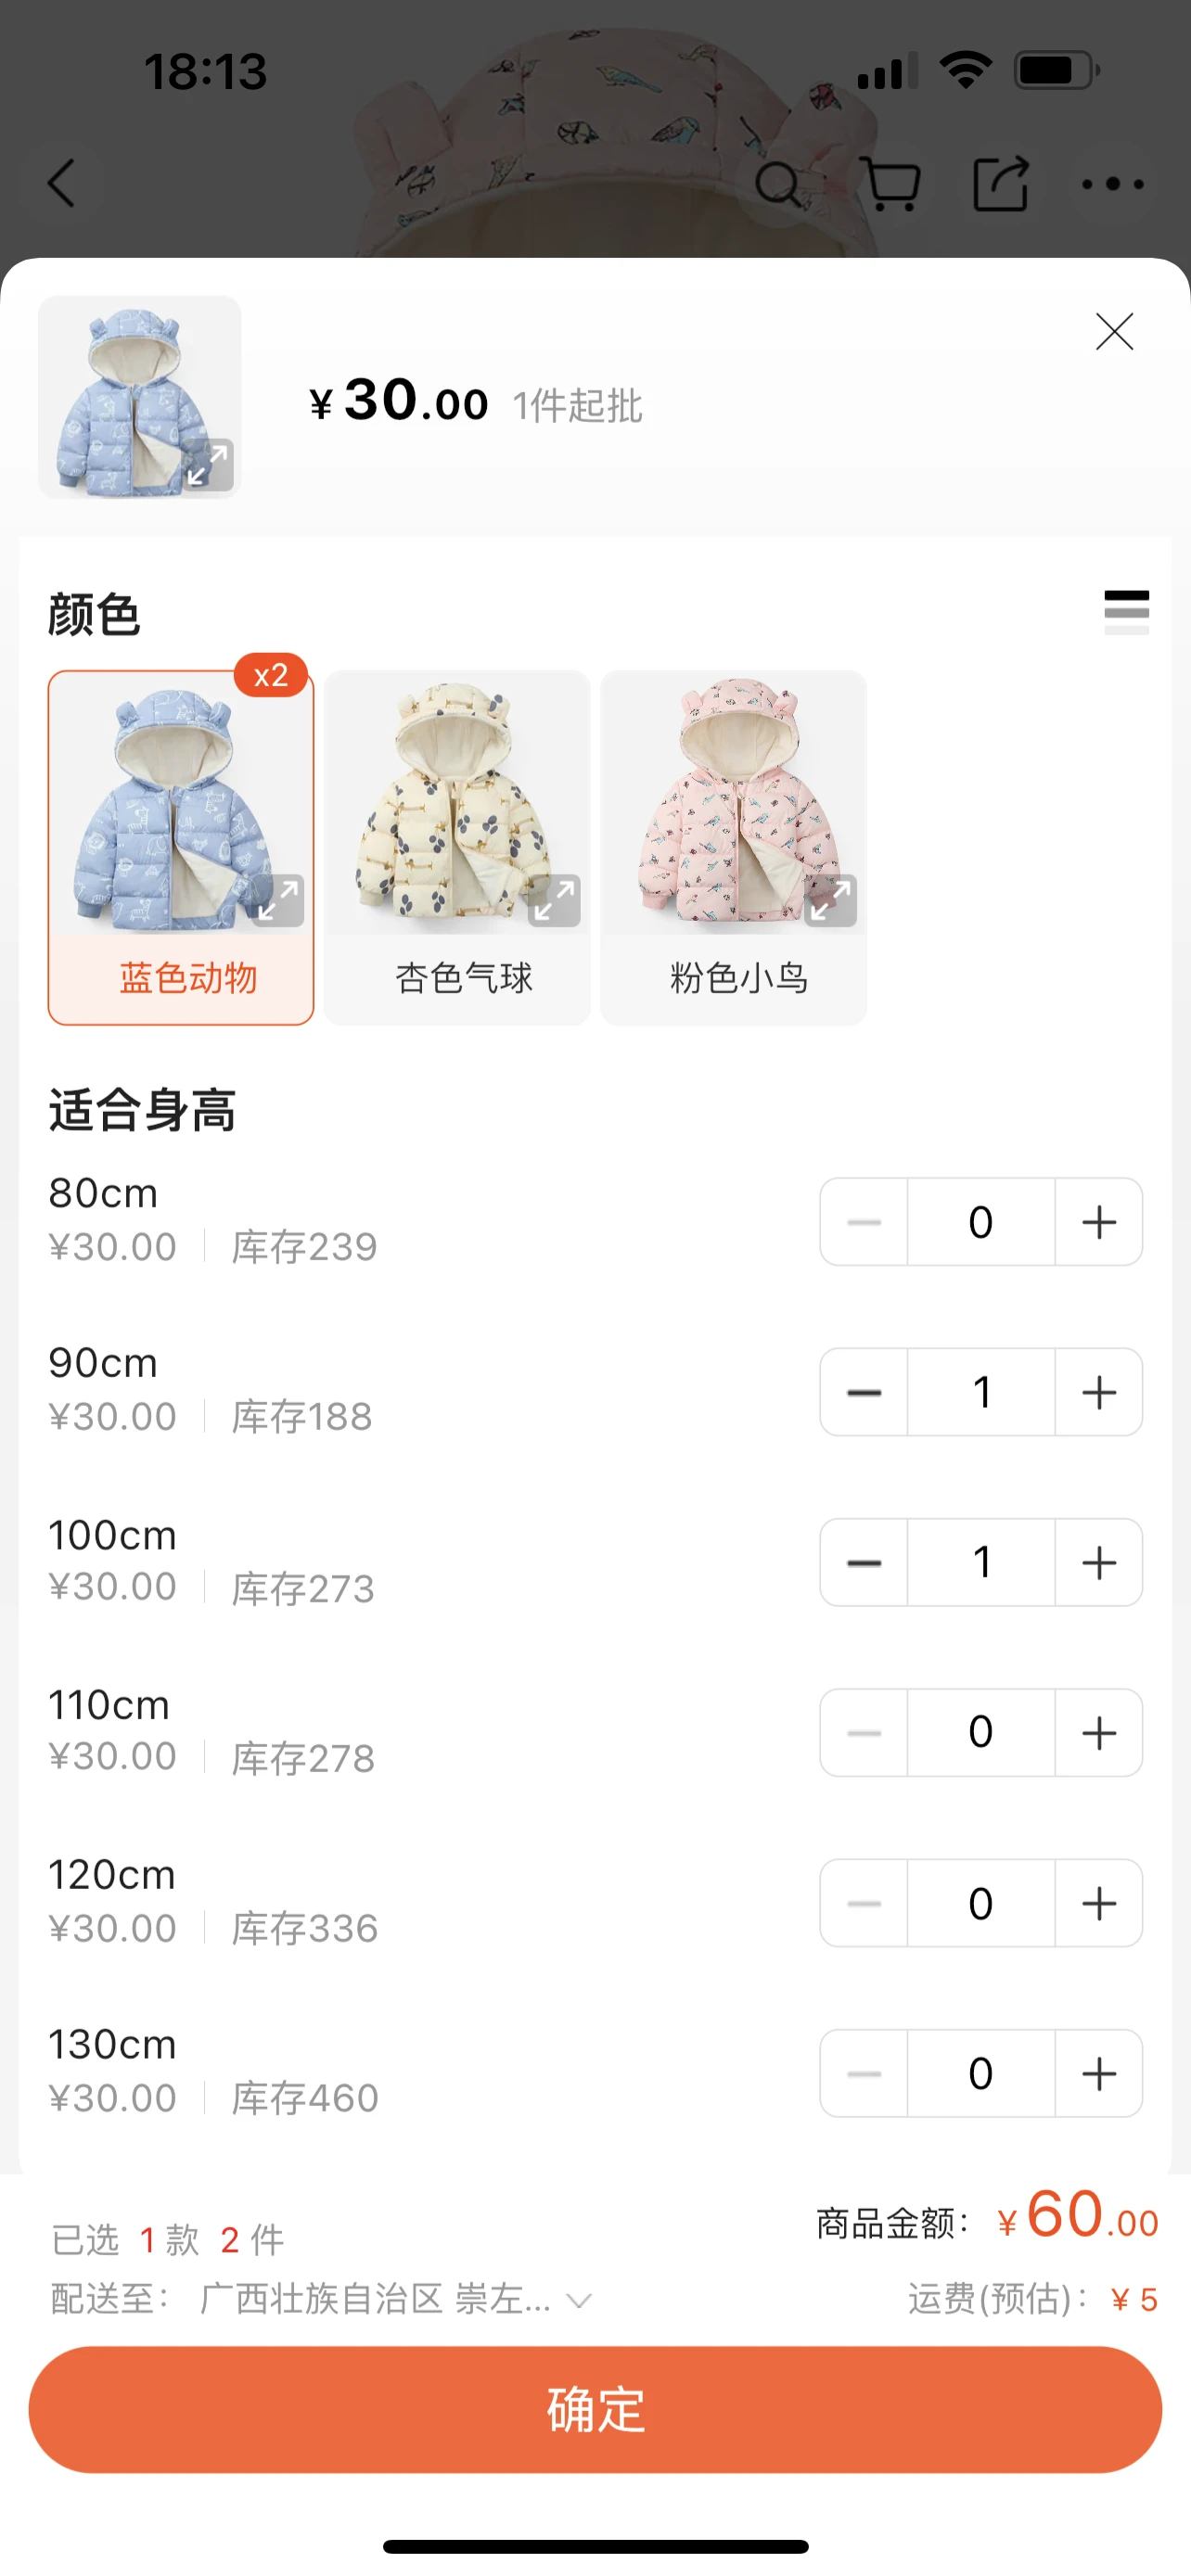 18:13
¥30.00 1件起批
颜色
x2
蓝色动物 杏色气球 粉色小鸟
适合身高
80cm
¥30.00 库存239
0
90cm
¥30.00 库存188
1
100cm
¥30.00 库存273
1
110cm
¥30.00 库存278
0
120cm
¥30.00 库存336
0
130cm
¥30.00 库存460
0
已选 1 款 2 件
商品金额： ¥60.00
配送至： 广西壮族自治区 崇左...
运费(预估)： ¥ 5
确定